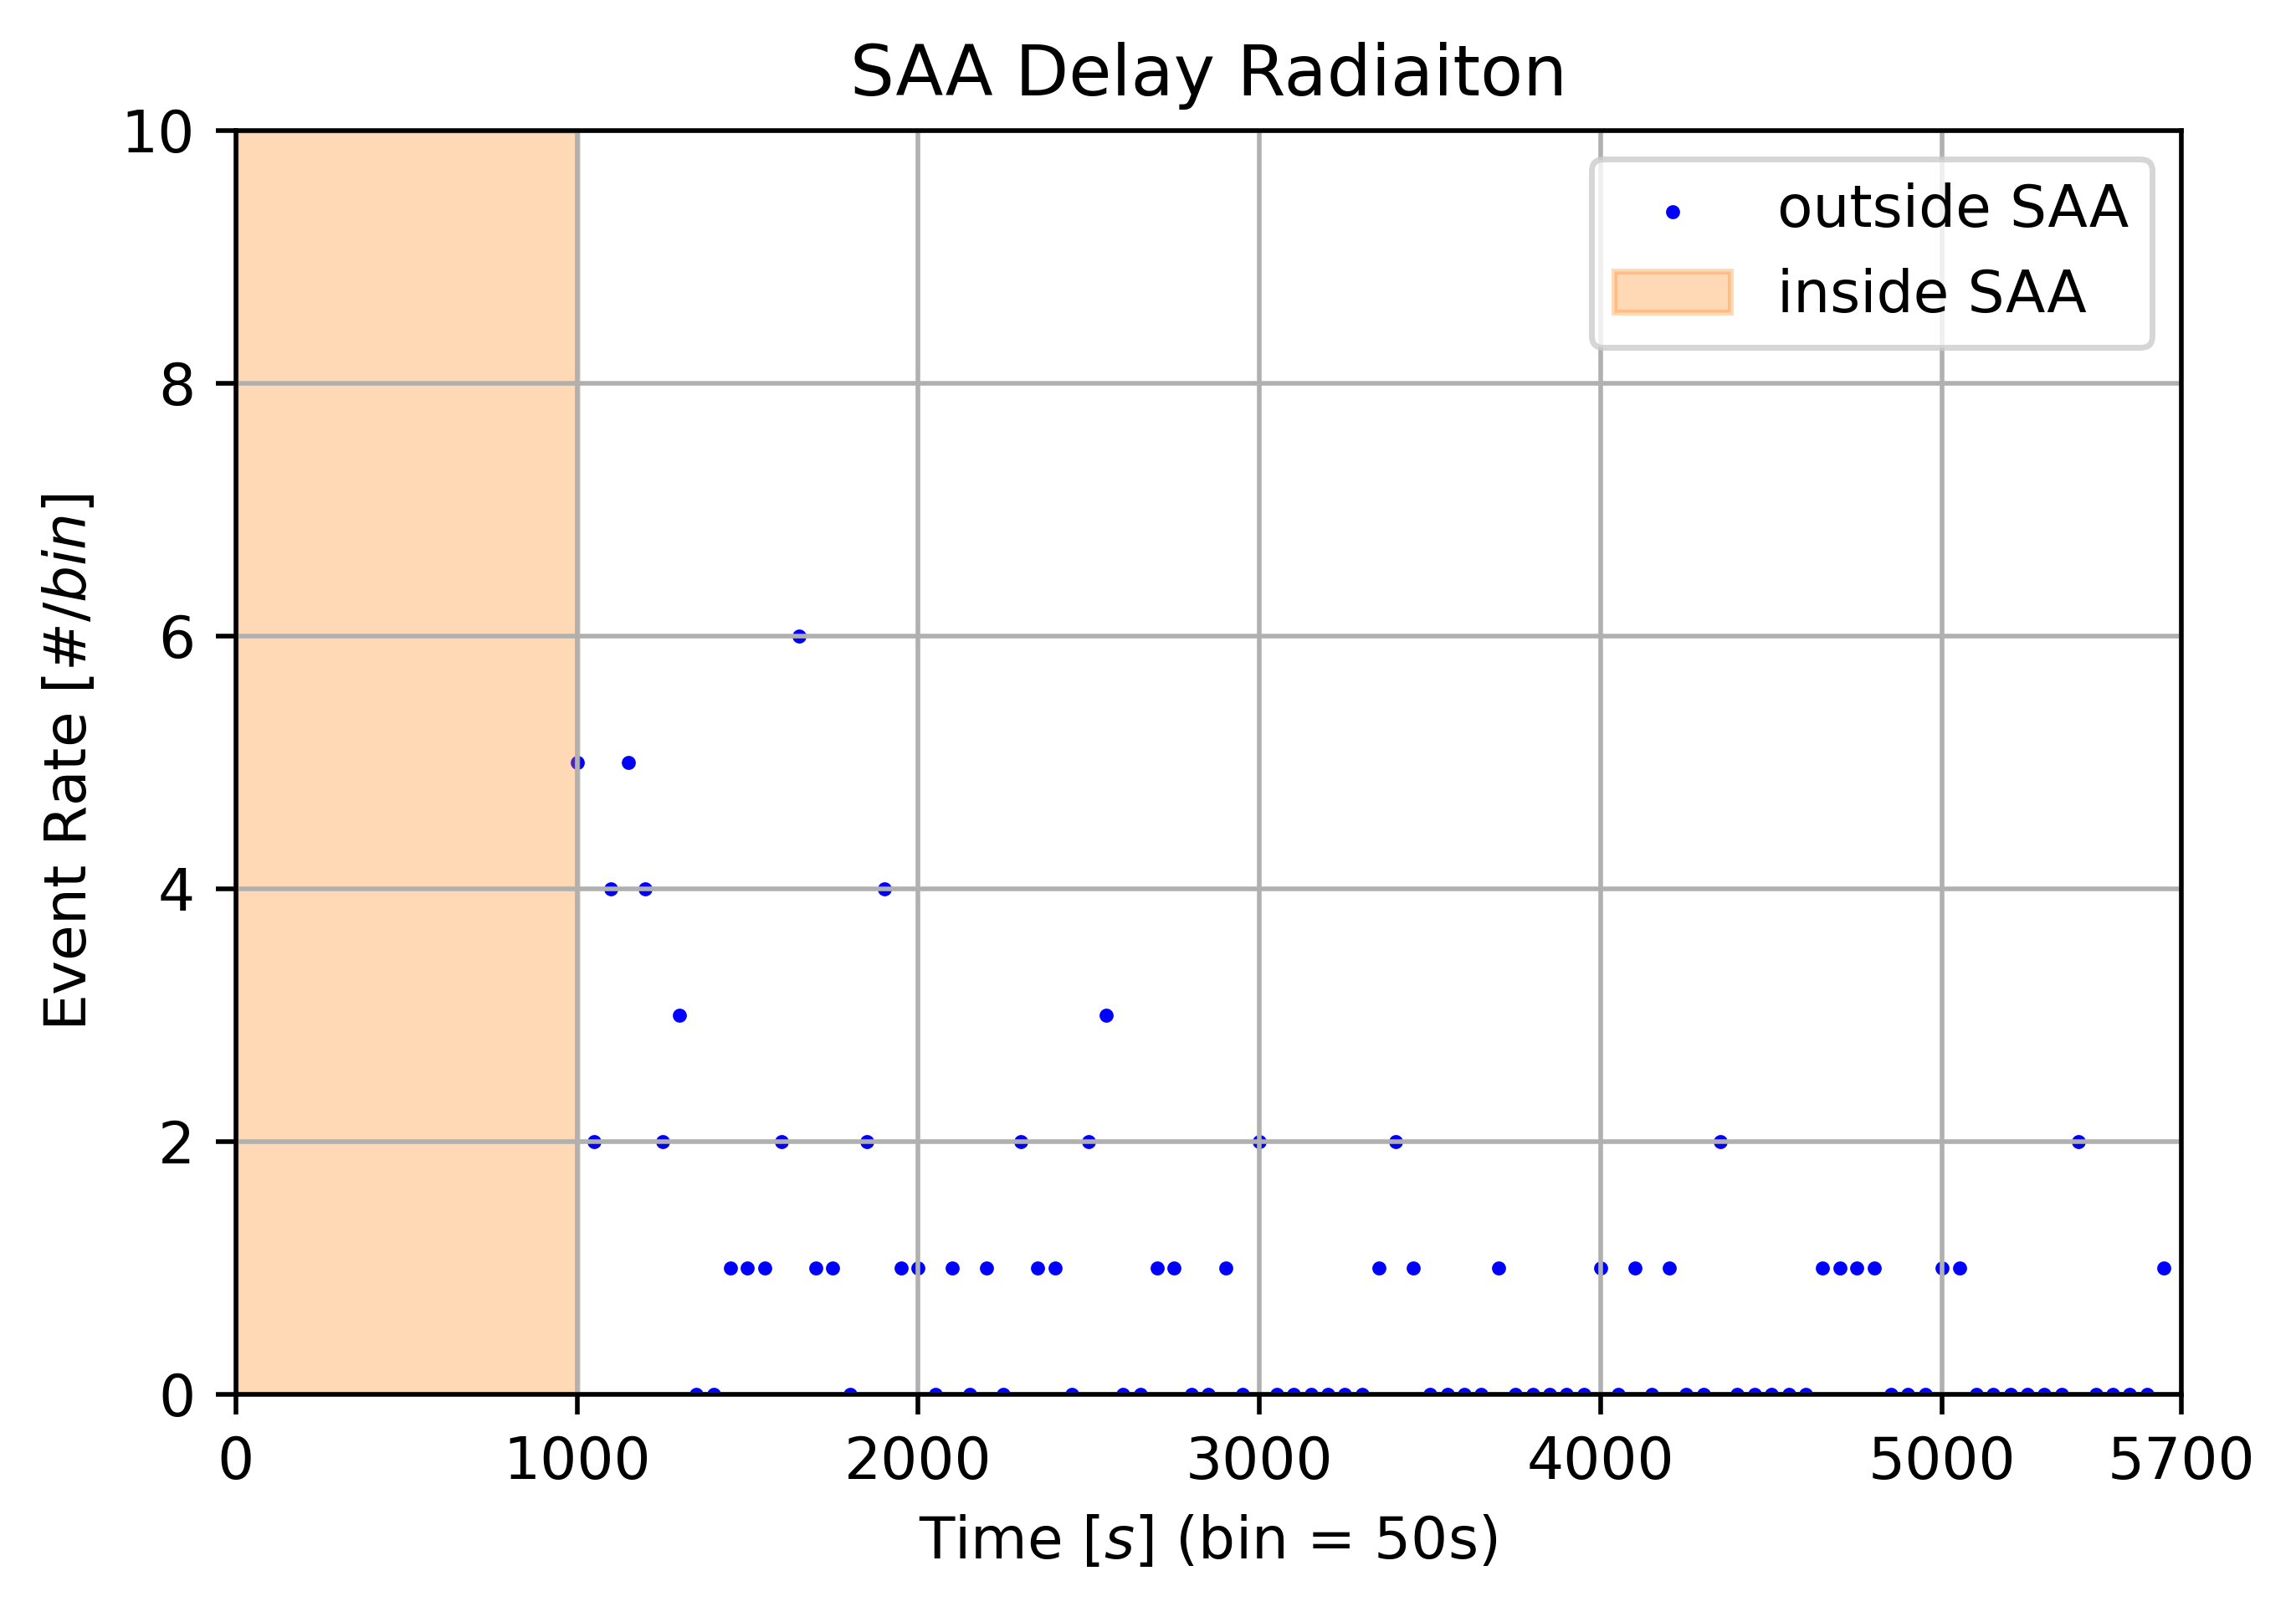 SAA Delay Radiaiton
10
8
6
4
2
0
Event Rate [#/bin]
outside SAA
inside SAA
0 1000 2000 3000 4000 5000 5700
Time [s] (bin = 50s)